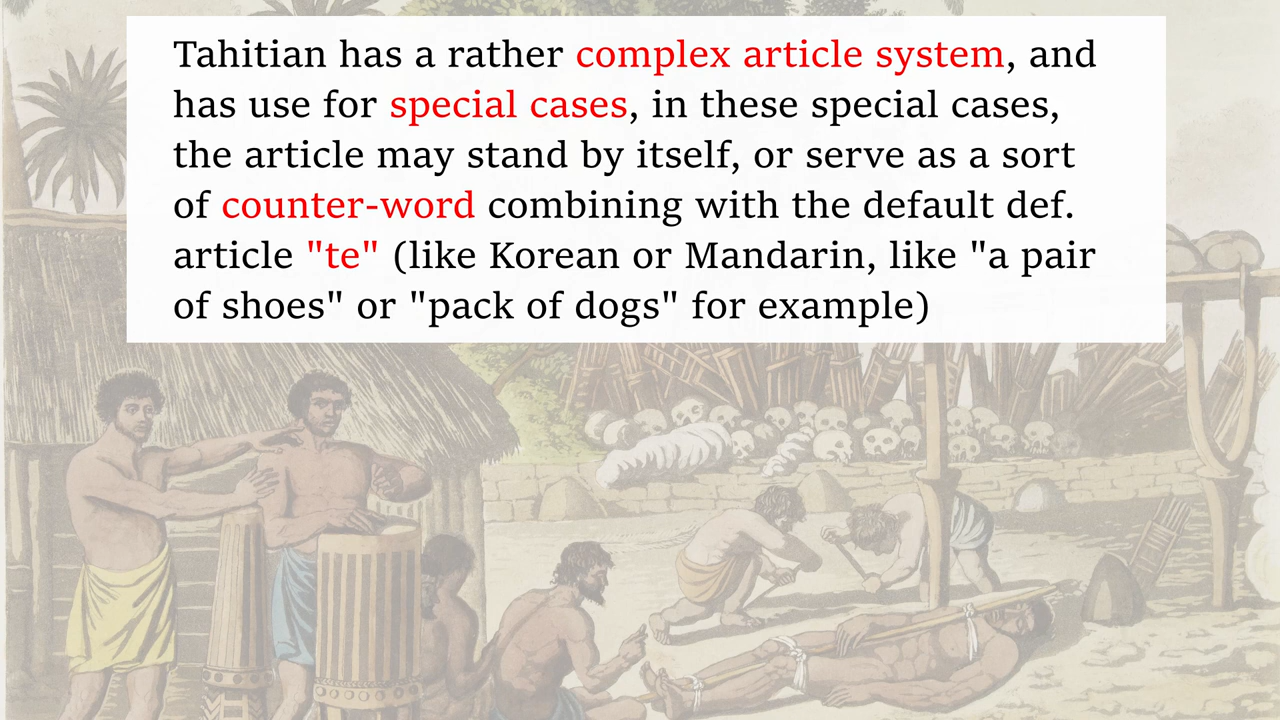 Tahitian has a rather complex article system, and
has use for special cases, in these special cases,
the article may stand by itself, or serve as a sort
of counter-word combining with the default def.
article "te" (like Korean or Mandarin, like "a pair
of shoes" or "pack of dogs" for example)